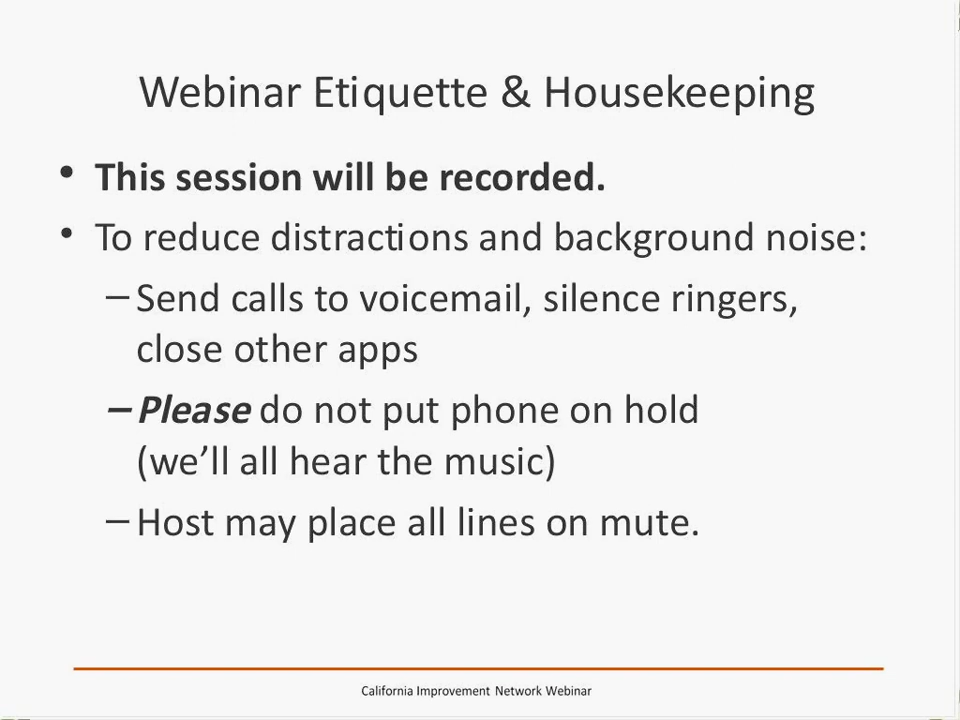 Webinar Etiquette & Housekeeping
• This session will be recorded.
• To reduce distractions and background noise:
– Send calls to voicemail, silence ringers,
close other apps
– Please do not put phone on hold
(we’ll all hear the music)
– Host may place all lines on mute.
California Improvement Network Webinar